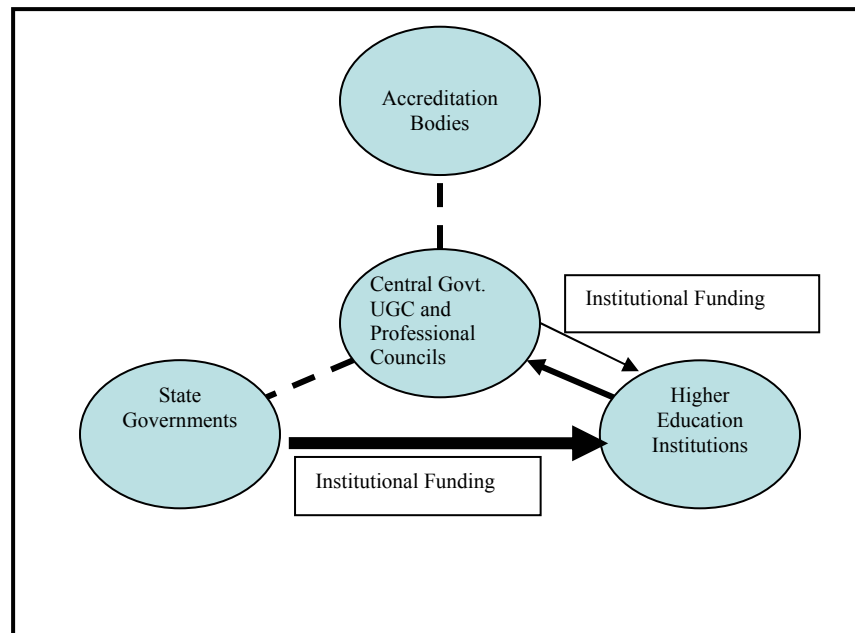 Accreditation
Bodies
Central Govt.
UGC and
Professional
Councils
Institutional Funding
State
Governments
Higher
Education
Institutions
Institutional Funding